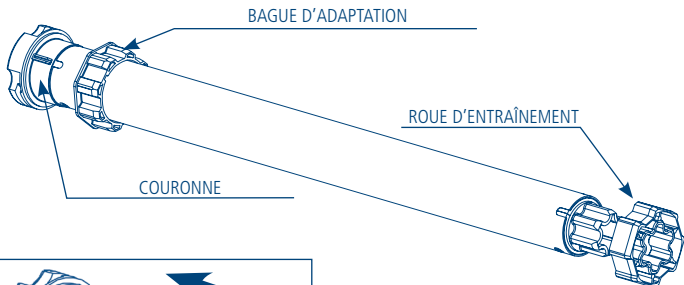 BAGUE D’ADAPTATION
ROUE D’ENTRAÎNEMENT
COURONNE